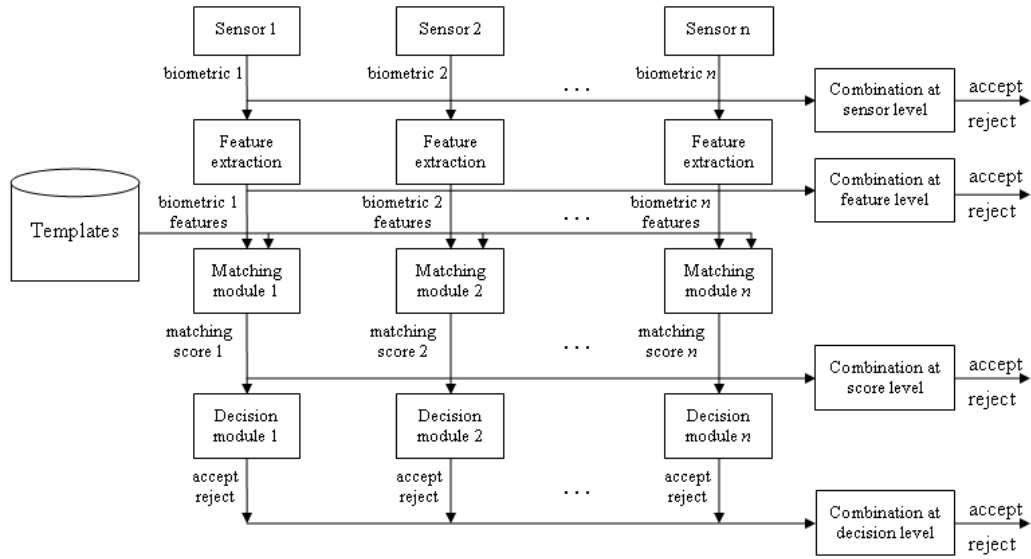 Sensor 1
Sensor 2
Sensor n
biometric 1
biometric 2
biometric n
...
Combination at
sensor level
accept
reject
Feature
extraction
Feature
extraction
Feature
extraction
Combination at
feature level
accept
reject
Templates
biometric 1
features
biometric 2
features
...
biometric n
features
Matching
module 1
Matching
module 2
Matching
module n
matching
score 1
matching
score 2
...
matching
score n
Combination at
score level
accept
reject
Decision
module 1
Decision
module 2
Decision
module n
accept
reject
accept
reject
...
accept
reject
Combination at
decision level
accept
reject